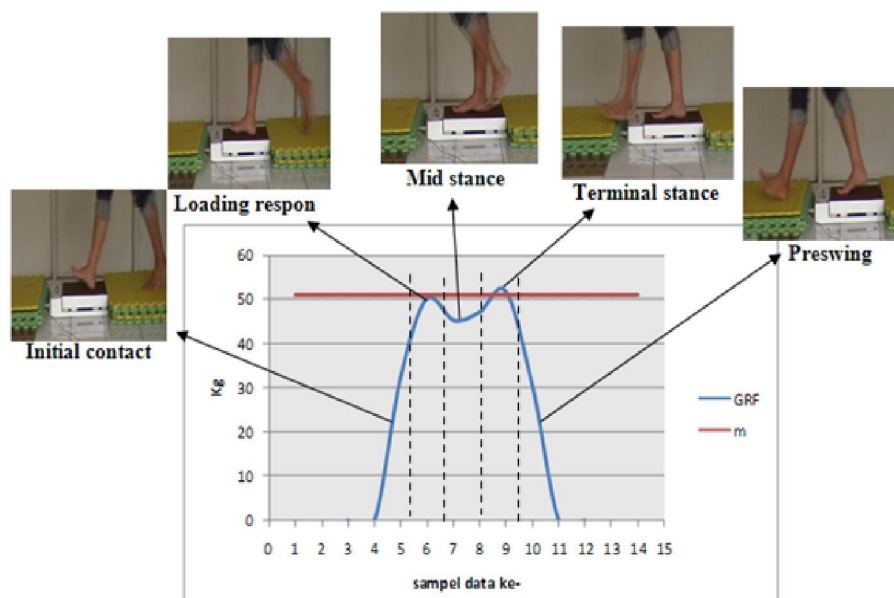 Mid stance
Terminal stance
Loading respon
Preswing
Initial contact
60
50
40
30
20
10
0
Kg
GRF
m
0 1 2 3 4 5 6 7 8 9 10 11 12 13 14 15
sampel data ke-